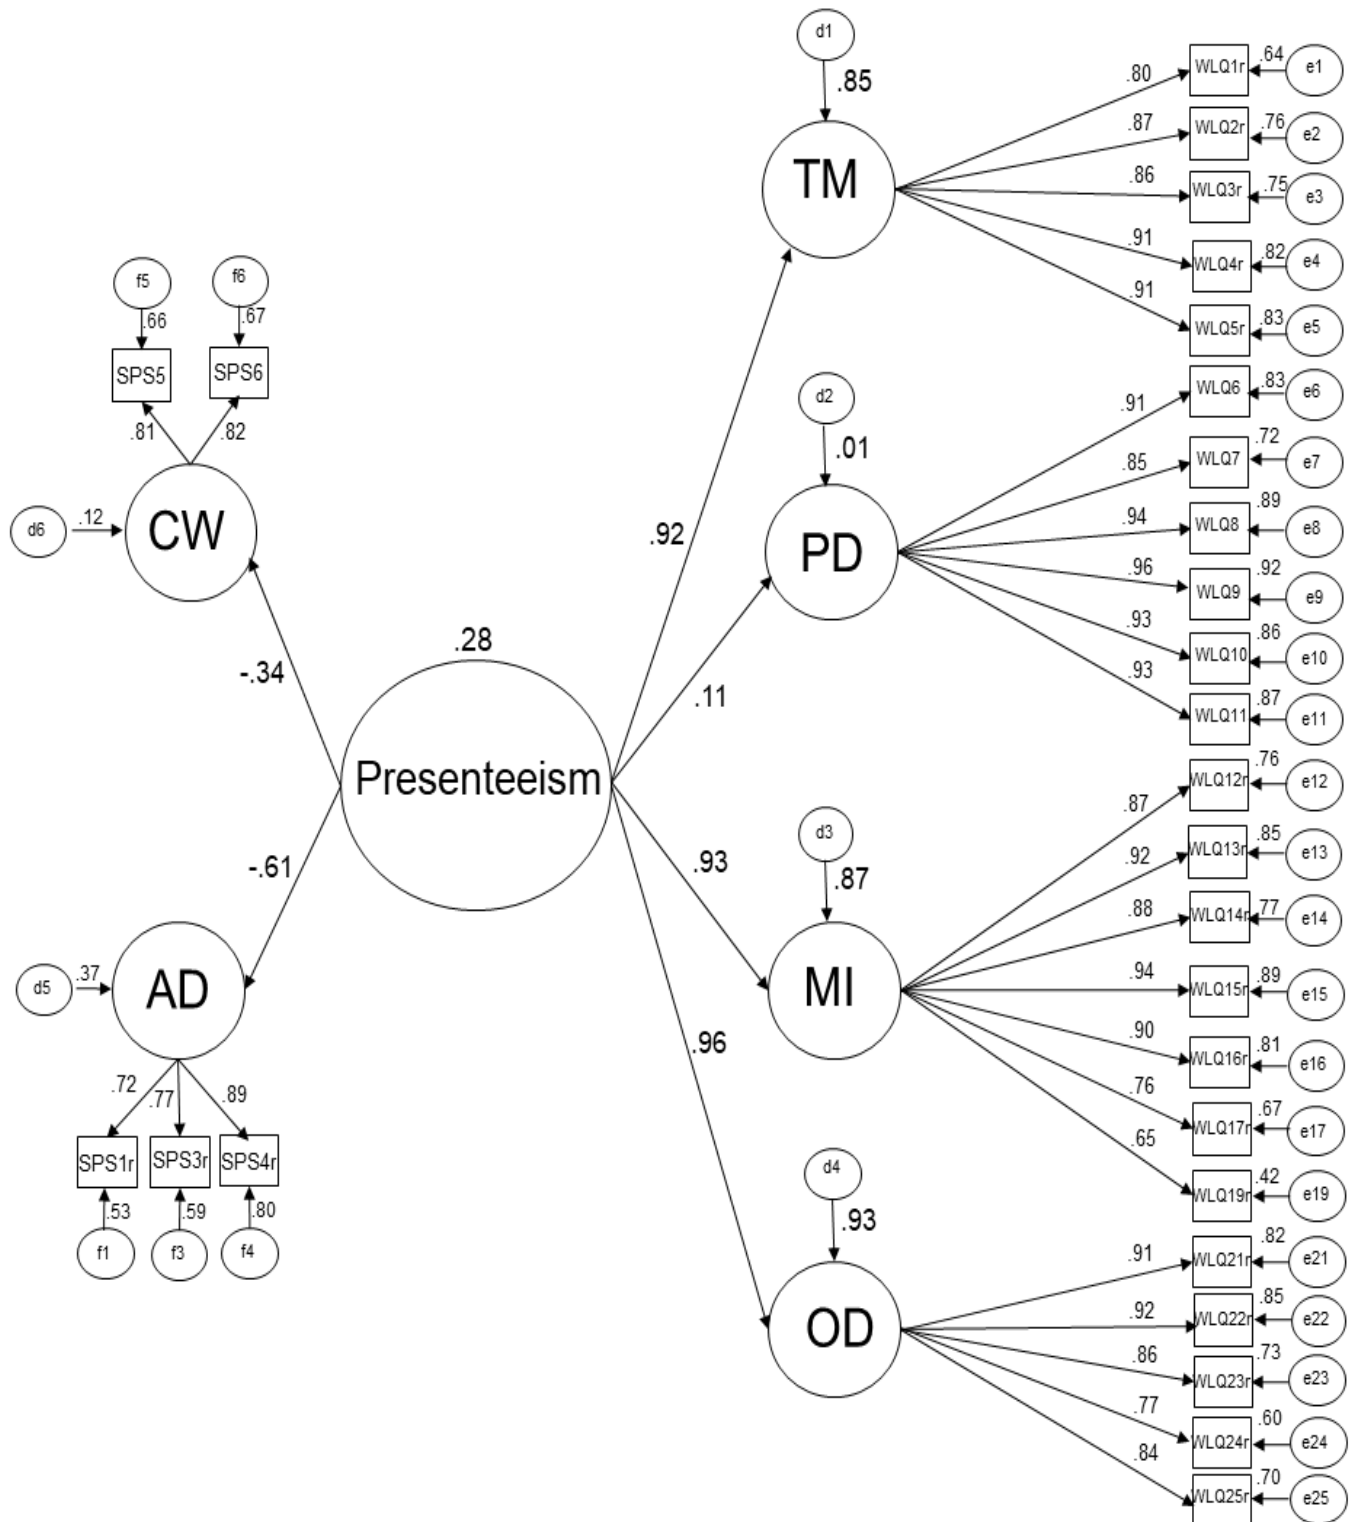 d1
.85
TM
.80
WLQ1r
.64
e1
.87
WLQ2r
.76
e2
.86
WLQ3r
.75
e3
.91
WLQ4r
.82
e4
.91
WLQ5r
.83
e5
f5
.66
f6
.67
SPS5
SPS6
.81
.82
d6
.12
CW
-.34
d2
.01
PD
.91
WLQ6
.83
e6
.85
WLQ7
.72
e7
.94
WLQ8
.89
e8
.96
WLQ9
.92
e9
.93
WLQ10
.86
e10
.93
WLQ11
.87
e11
.92
.11
.28
Presenteeism
.93
.96
-.61
d3
.87
MI
.87
WLQ12r
.76
e12
.92
WLQ13r
.85
e13
.88
WLQ14r
.77
e14
.94
WLQ15r
.89
e15
.90
WLQ16r
.81
e16
.76
WLQ17r
.67
e17
.65
WLQ19r
.42
e19
d5
.37
AD
.72
.77
.89
SPS1r
SPS3r
SPS4r
.53
.59
.80
f1
f3
f4
d4
.93
OD
.91
WLQ21r
.82
e21
.92
WLQ22r
.85
e22
.86
WLQ23r
.73
e23
.77
WLQ24r
.60
e24
.84
WLQ25r
.70
e25